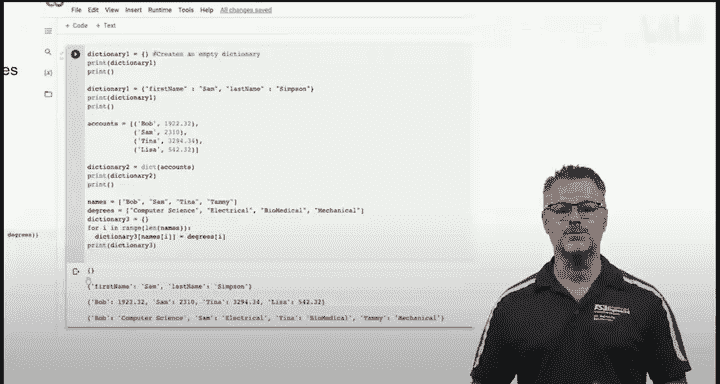 File Edit View Insert Runtime Tools Help All changes saved
+ Code + Text
es
dictionary1 = {} #Creates an empty dictionary
print(dictionary1)
print()
dictionary1 = {"firstName" : "Sam", "lastName" : "Simpson"}
print(dictionary1)
print()
accounts = [('Bob', 1922.32),
('Sam', 2310),
('Tina', 3294.34),
('Lisa', 542.32)]
dictionary2 = dict(accounts)
print(dictionary2)
print()
names = ["Bob", "Sam", "Tina", "Tammy"]
degrees = ["Computer Science", "Electrical", "BioMedical", "Mechanical"]
dictionary3 = {}
for i in range(len(names)):
dictionary3[names[i]] = degrees[i]
print(dictionary3)
degrees))
{}
{'firstName': 'Sam', 'lastName': 'Simpson'}
{'Bob': 1922.32, 'Sam': 2310, 'Tina': 3294.34, 'Lisa': 542.32}
{'Bob': 'Computer Science', 'Sam': 'Electrical', 'Tina': 'BioMedical', 'Tammy': 'Mechanical'}